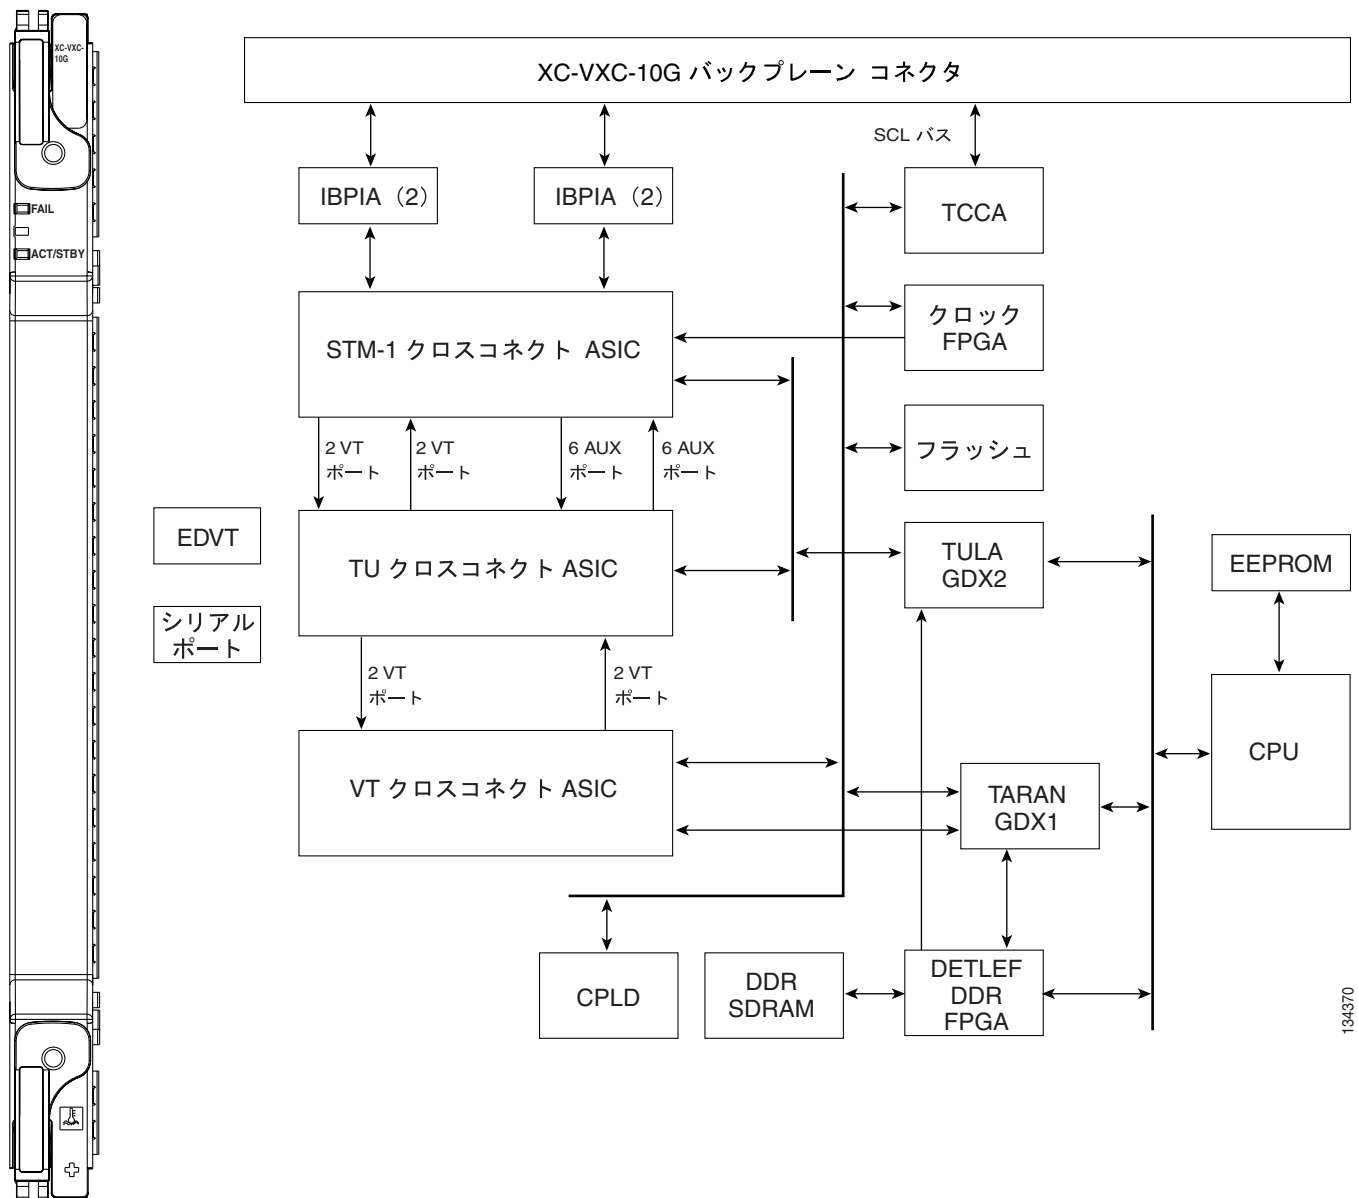 XC-VXC-
10G
FAIL
ACT/STBY
XC-VXC-10G バックプレーン コネクタ
SCL バス
IBPIA（2）
IBPIA（2）
TCCA
STM-1 クロスコネクト ASIC
クロック
FPGA
2 VT
ポート
2 VT
ポート
6 AUX
ポート
6 AUX
ポート
フラッシュ
EDVT
シリアル
ポート
TU クロスコネクト ASIC
TULA
GDX2
EEPROM
2 VT
ポート
2 VT
ポート
CPU
VT クロスコネクト ASIC
TARAN
GDX1
CPLD
DDR
SDRAM
DETLEF
DDR
FPGA
134370